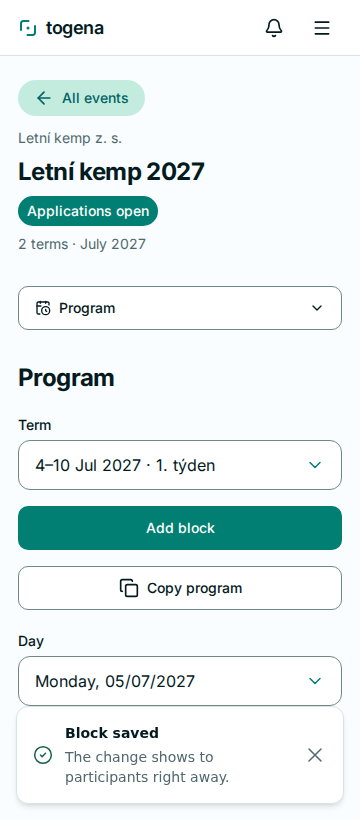 togena
All events
Letní kemp z. s.
Letní kemp 2027
Applications open
2 terms · July 2027
Program
Program
Term
4–10 Jul 2027 · 1. týden
Add block
Copy program
Day
Monday, 05/07/2027
Block saved
The change shows to
participants right away.